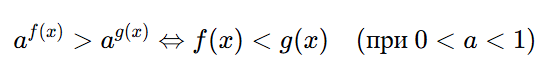 a^{f(x)} > a^{g(x)} ⇔ f(x) < g(x) (при 0 < a < 1)